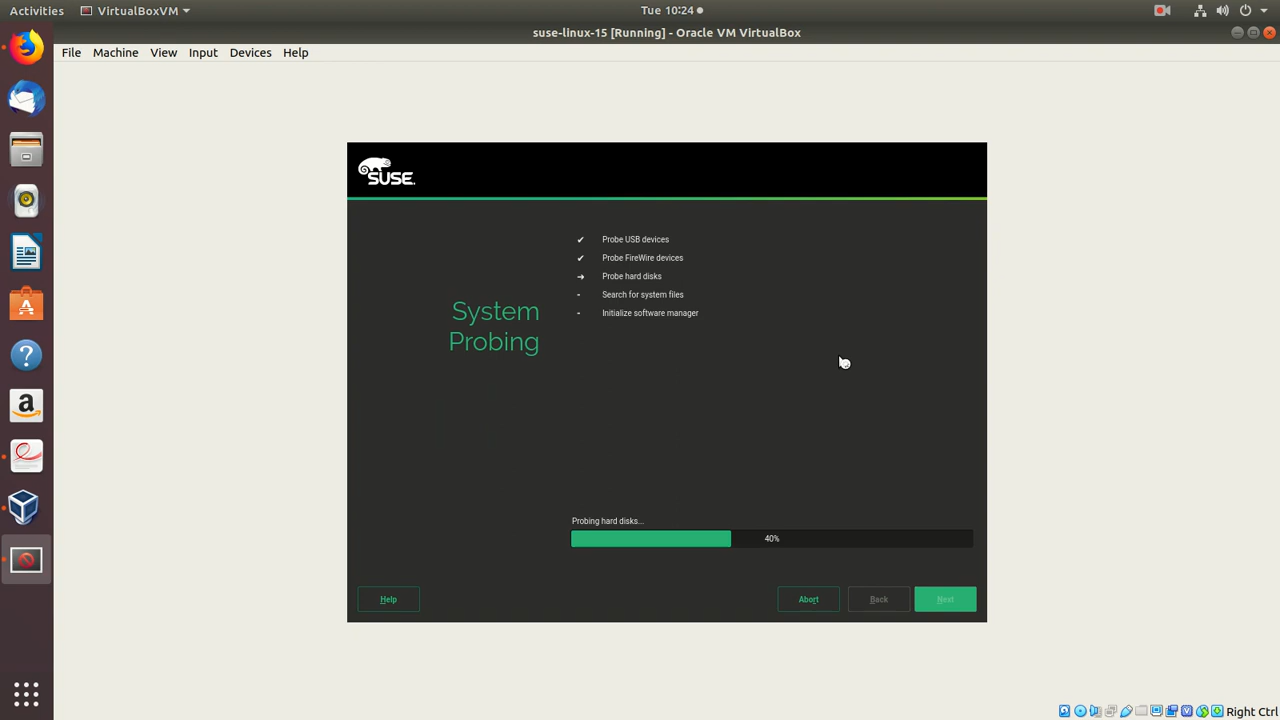 Activities
VirtualBoxVM
Tue 10:24
suse-linux-15 [Running] - Oracle VM VirtualBox
File Machine View Input Devices Help
SUSE.
✔ Probe USB devices
✔ Probe FireWire devices
➜ Probe hard disks
- Search for system files
- Initialize software manager
System
Probing
Probing hard disks...
40%
Help Abort Back Next
Right Ctrl